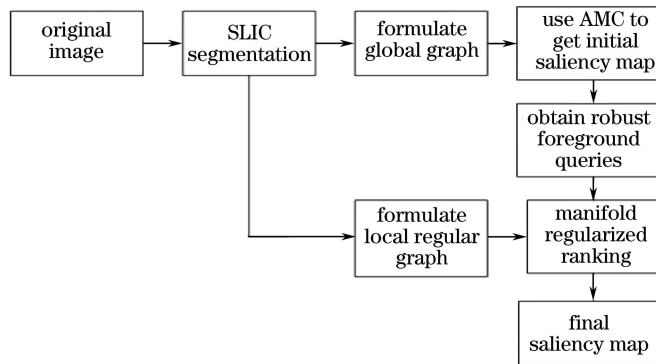 original
image
SLIC
segmentation
formulate
global graph
use AMC to
get initial
saliency map
obtain robust
foreground
queries
formulate
local regular
graph
manifold
regularized
ranking
final
saliency map